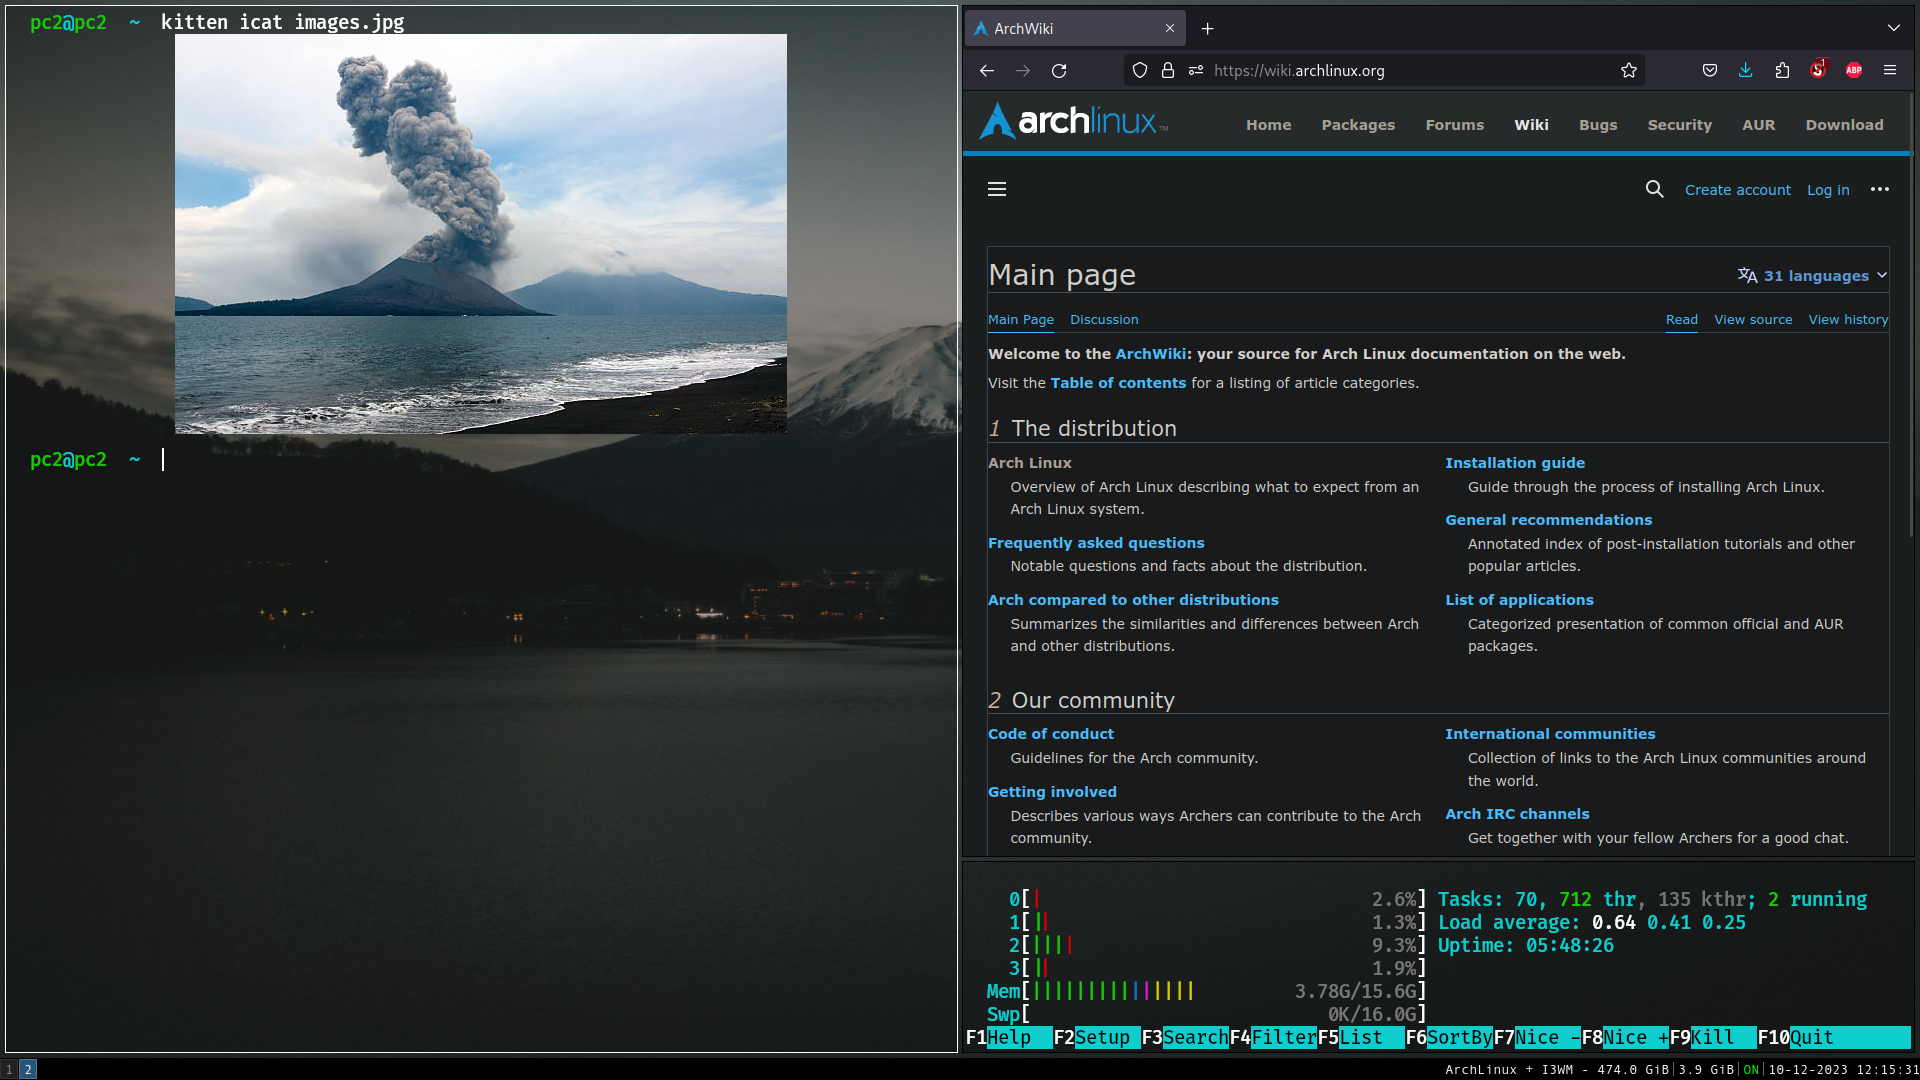 pc2@pc2 ~ kitten icat images.jpg
pc2@pc2 ~
ArchWiki
https://wiki.archlinux.org
1
ABP
archlinux™
Home Packages Forums Wiki Bugs Security AUR Download
Create account Log in
Main page
31 languages
Main Page Discussion Read View source View history
Welcome to the ArchWiki: your source for Arch Linux documentation on the web.
Visit the Table of contents for a listing of article categories.
1 The distribution
Arch Linux
Overview of Arch Linux describing what to expect from an
Arch Linux system.
Frequently asked questions
Notable questions and facts about the distribution.
Arch compared to other distributions
Summarizes the similarities and differences between Arch
and other distributions.
Installation guide
Guide through the process of installing Arch Linux.
General recommendations
Annotated index of post-installation tutorials and other
popular articles.
List of applications
Categorized presentation of common official and AUR
packages.
2 Our community
Code of conduct
Guidelines for the Arch community.
Getting involved
Describes various ways Archers can contribute to the Arch
community.
International communities
Collection of links to the Arch Linux communities around
the world.
Arch IRC channels
Get together with your fellow Archers for a good chat.
0[| 2.6%] Tasks: 70, 712 thr, 135 kthr; 2 running
1[|| 1.3%] Load average: 0.64 0.41 0.25
2[|||| 9.3%] Uptime: 05:48:26
3[|| 1.9%]
Mem[||||||||||||||| 3.78G/15.6G]
Swp[ 0K/16.0G]
F1Help F2Setup F3SearchF4FilterF5List F6SortByF7Nice -F8Nice +F9Kill F10Quit
1 2
ArchLinux + I3WM - 474.0 GiB|3.9 GiB|ON|10-12-2023 12:15:31